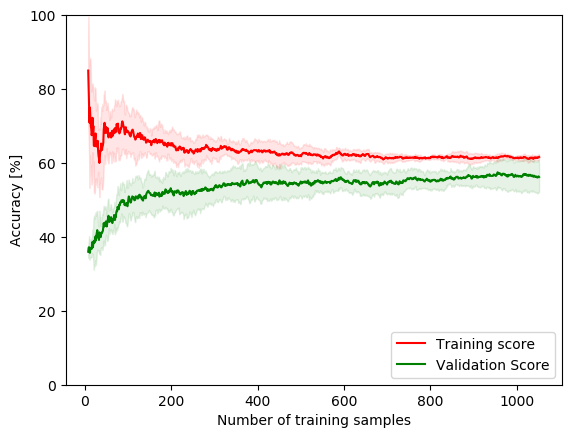 100
80
60
40
20
0
Accuracy [%]
Training score
Validation Score
0 200 400 600 800 1000
Number of training samples